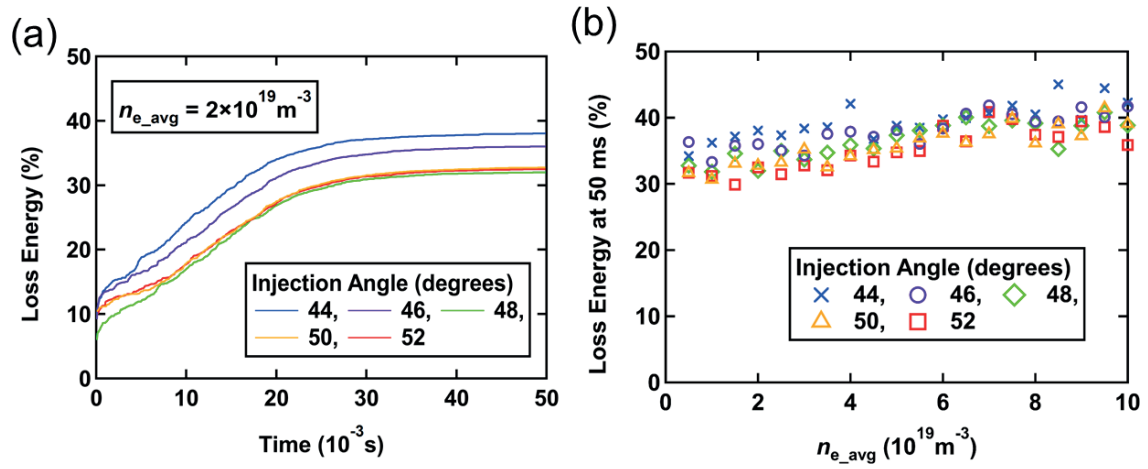 (a)
50
40
30
20
10
0
Loss Energy (%)
n_e_avg = 2×10^19 m^-3
Injection Angle (degrees)
44, 46, 48,
50, 52
0 10 20 30 40 50
Time (10^-3 s)
(b)
50
40
30
20
10
0
Loss Energy at 50 ms (%)
Injection Angle (degrees)
44, 46, 48,
50, 52
0 2 4 6 8 10
n_e_avg (10^19 m^-3)